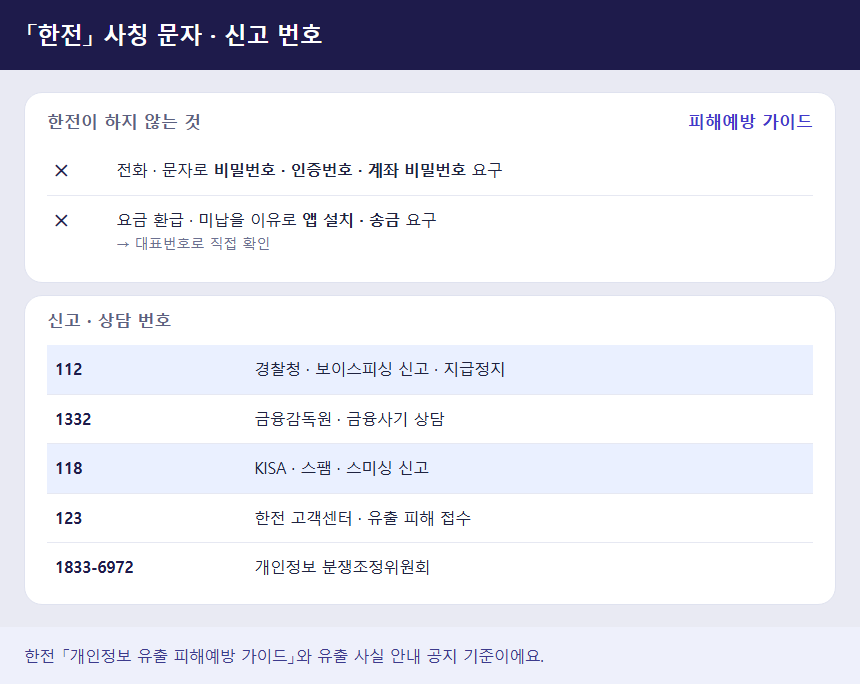 「한전」 사칭 문자 · 신고 번호
한전이 하지 않는 것
피해예방 가이드
✕ 전화 · 문자로 비밀번호 · 인증번호 · 계좌 비밀번호 요구
✕ 요금 환급 · 미납을 이유로 앱 설치 · 송금 요구
→ 대표번호로 직접 확인
신고 · 상담 번호
112 경찰청 · 보이스피싱 신고 · 지급정지
1332 금융감독원 · 금융사기 상담
118 KISA · 스팸 · 스미싱 신고
123 한전 고객센터 · 유출 피해 접수
1833-6972 개인정보 분쟁조정위원회
한전 「개인정보 유출 피해예방 가이드」와 유출 사실 안내 공지 기준이에요.